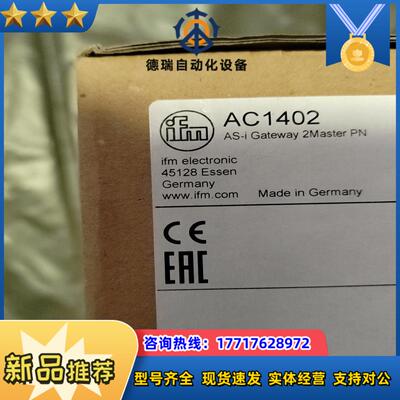 德瑞自动化设备
ifm
AC1402
AS-i Gateway 2Master PN
ifm electronic
45128 Essen
Germany
www.ifm.com Made in Germany
CE
EAC
咨询热线：17717628972
新品推荐
型号齐全 现货速发 实体经营 支持对公